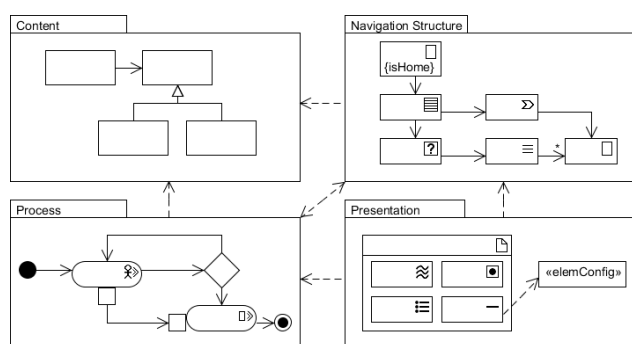 Content
Navigation Structure
{isHome}
?
*
Process
Presentation
«elemConfig»